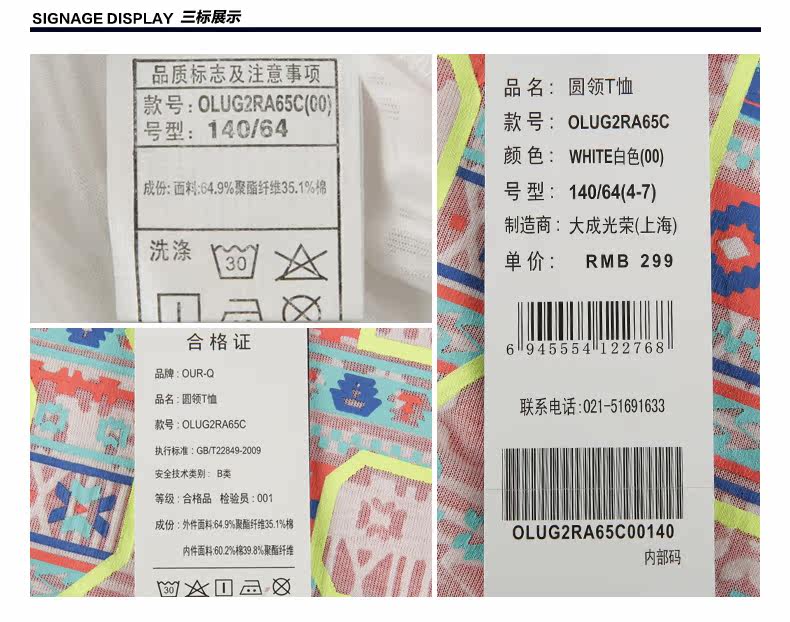 SIGNAGE DISPLAY 三标展示
品质标志及注意事项
款号: OLUG2RA65C(00)
号型: 140/64
成份: 面料:64.9%聚酯纤维35.1%棉
洗涤
30
合格证
品牌 : OUR-Q
品名 : 圆领T恤
款号 : OLUG2RA65C
执行标准 : GB/T22849-2009
安全技术类别: B类
等级 : 合格品 检验员 : 001
成份 : 外件面料:64.9%聚酯纤维35.1%棉
内件面料:60.2%棉39.8%聚酯纤维
30
品名: 圆领T恤
款号: OLUG2RA65C
颜色: WHITE白色(00)
号型: 140/64(4-7)
制造商: 大成光荣(上海)
单价: RMB 299
6 945554 122768
联系电话:021-51691633
OLUG2RA65C00140
内部码